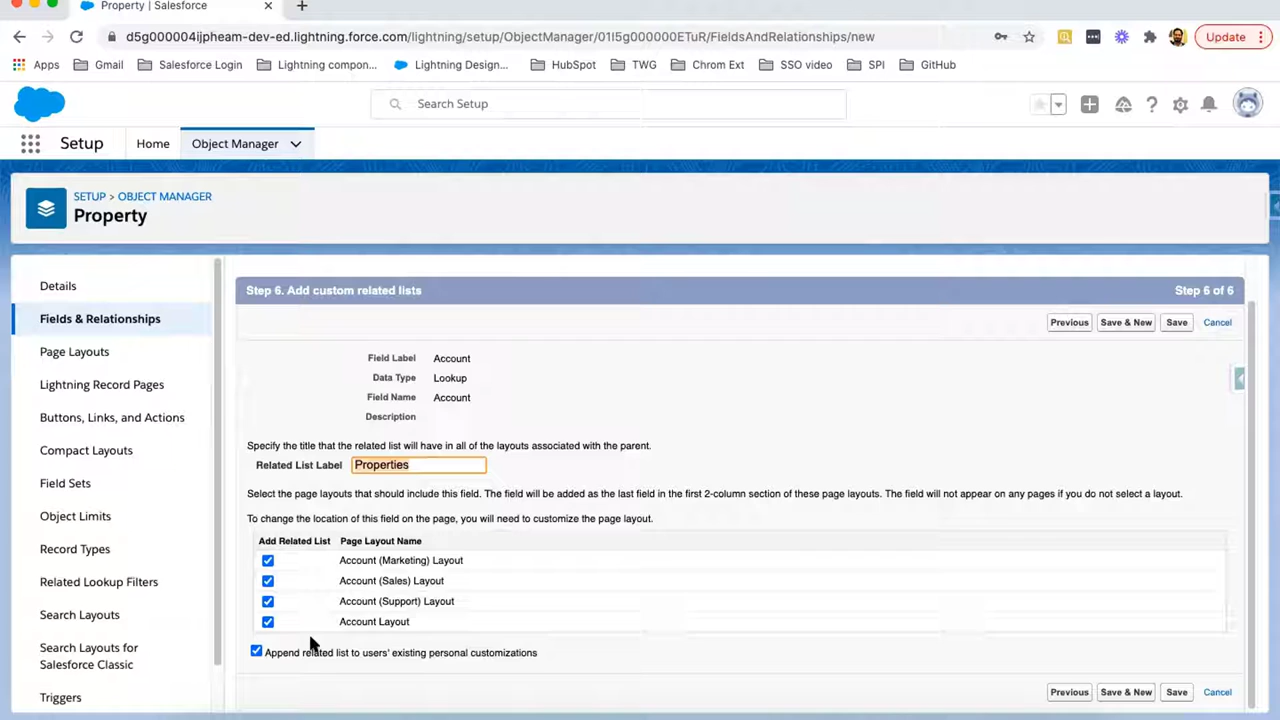 Property | Salesforce
d5g000004ijpheam-dev-ed.lightning.force.com/lightning/setup/ObjectManager/01I5g000000ETuR/FieldsAndRelationships/new
Update
Apps Gmail Salesforce Login Lightning compon... Lightning Design... HubSpot TWG Chrom Ext SSO video SPI GitHub
Search Setup
Setup Home Object Manager
SETUP > OBJECT MANAGER
Property
Details
Fields & Relationships
Page Layouts
Lightning Record Pages
Buttons, Links, and Actions
Compact Layouts
Field Sets
Object Limits
Record Types
Related Lookup Filters
Search Layouts
Search Layouts for
Salesforce Classic
Triggers
Step 6. Add custom related lists Step 6 of 6
Previous Save & New Save Cancel
Field Label Account
Data Type Lookup
Field Name Account
Description
Specify the title that the related list will have in all of the layouts associated with the parent.
Related List Label Properties
Select the page layouts that should include this field. The field will be added as the last field in the first 2-column section of these page layouts. The field will not appear on any pages if you do not select a layout.
To change the location of this field on the page, you will need to customize the page layout.
Add Related List Page Layout Name
Account (Marketing) Layout
Account (Sales) Layout
Account (Support) Layout
Account Layout
Append related list to users' existing personal customizations
Previous Save & New Save Cancel